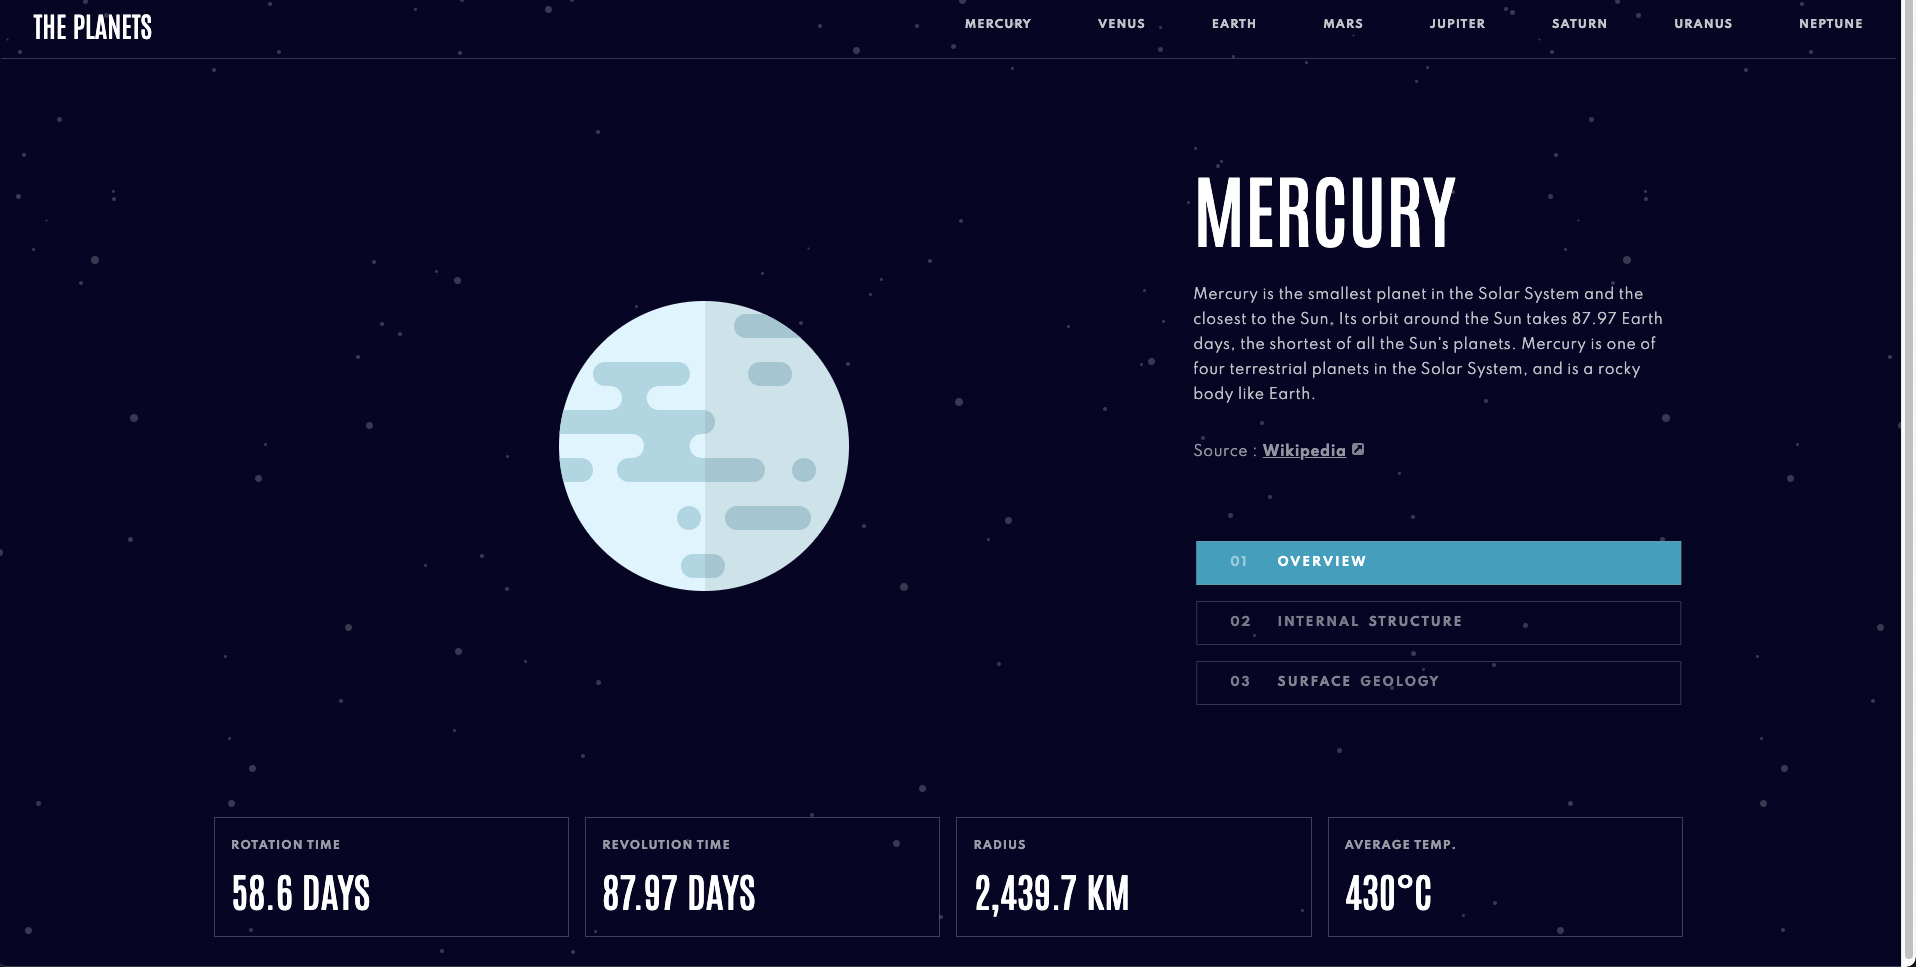 THE PLANETS
MERCURY VENUS EARTH MARS JUPITER SATURN URANUS NEPTUNE
MERCURY
Mercury is the smallest planet in the Solar System and the
closest to the Sun. Its orbit around the Sun takes 87.97 Earth
days, the shortest of all the Sun's planets. Mercury is one of
four terrestrial planets in the Solar System, and is a rocky
body like Earth.
Source : Wikipedia
01 OVERVIEW
02 INTERNAL STRUCTURE
03 SURFACE GEOLOGY
ROTATION TIME
58.6 DAYS
REVOLUTION TIME
87.97 DAYS
RADIUS
2,439.7 KM
AVERAGE TEMP.
430°C